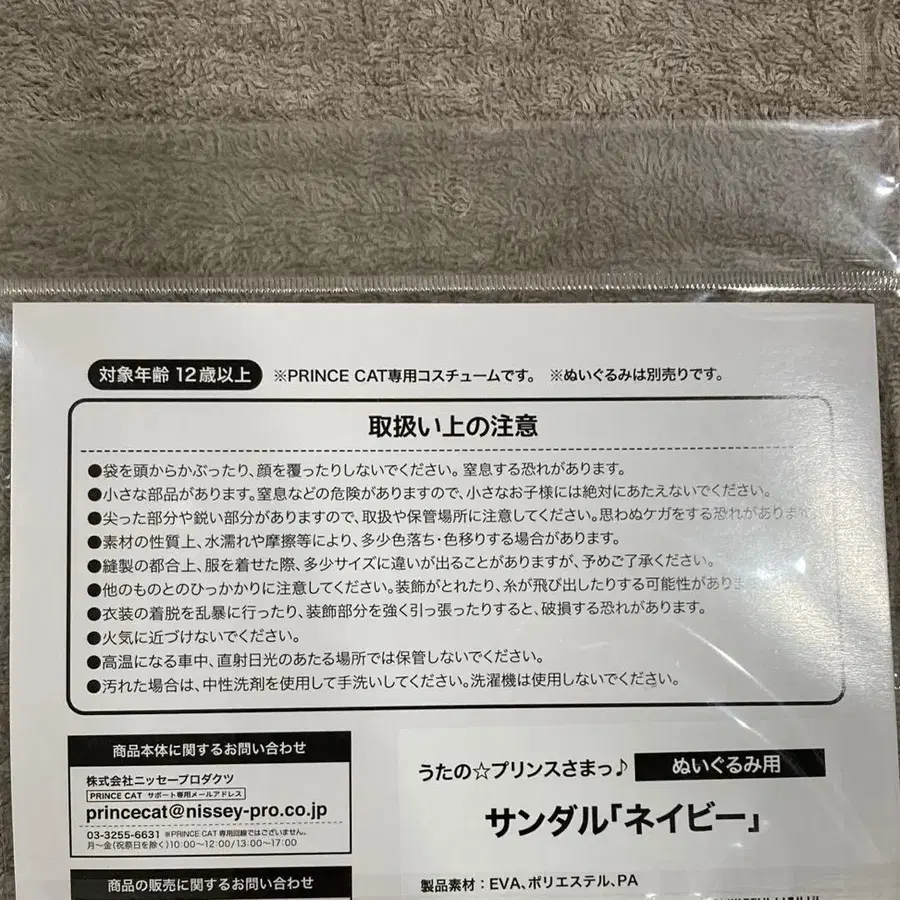 対象年齢 12歳以上 ※PRINCE CAT専用コスチュームです。 ※ぬいぐるみは別売りです。
取扱い上の注意
●袋を頭からかぶったり、顔を覆ったりしないでください。窒息する恐れがあります。
●小さな部品があります。窒息などの危険がありますので、小さなお子様には絶対にあたえないでください。
●尖った部分や鋭い部分がありますので、取扱や保管場所に注意してください。思わぬケガをする恐れがあります。
●素材の性質上、水濡れや摩擦等により、多少色落ち・色移りする場合があります。
●縫製の都合上、服を着せた際、多少サイズに違いが出ることがありますが、予めご了承ください。
●他のものとのひっかかりに注意してください。装飾がとれたり、糸が飛び出したりする可能性があります
●衣装の着脱を乱暴に行ったり、装飾部分を強く引っ張ったりすると、破損する恐れがあります。
●火気に近づけないでください。
●高温になる車中、直射日光のあたる場所では保管しないでください。
●汚れた場合は、中性洗剤を使用して手洗いしてください。洗濯機は使用しないでください。
商品本体に関するお問い合わせ
株式会社ニッセープロダクツ
PRINCE CAT サポート専用メールアドレス
princecat@nissey-pro.co.jp
03-3255-6631 ※PRINCE CAT専用回線ではございません。
月〜金(祝祭日を除く)10:00〜12:00/13:00〜17:00
商品の販売に関するお問い合わせ
うたの☆プリンスさまっ♪ ぬいぐるみ用
サンダル「ネイビー」
製品素材:EVA、ポリエステル、PA